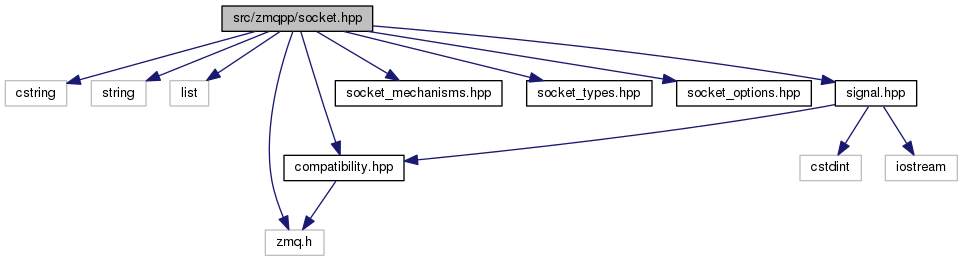 src/zmqpp/socket.hpp
cstring
string
list
socket_mechanisms.hpp
socket_types.hpp
socket_options.hpp
signal.hpp
compatibility.hpp
cstdint
iostream
zmq.h